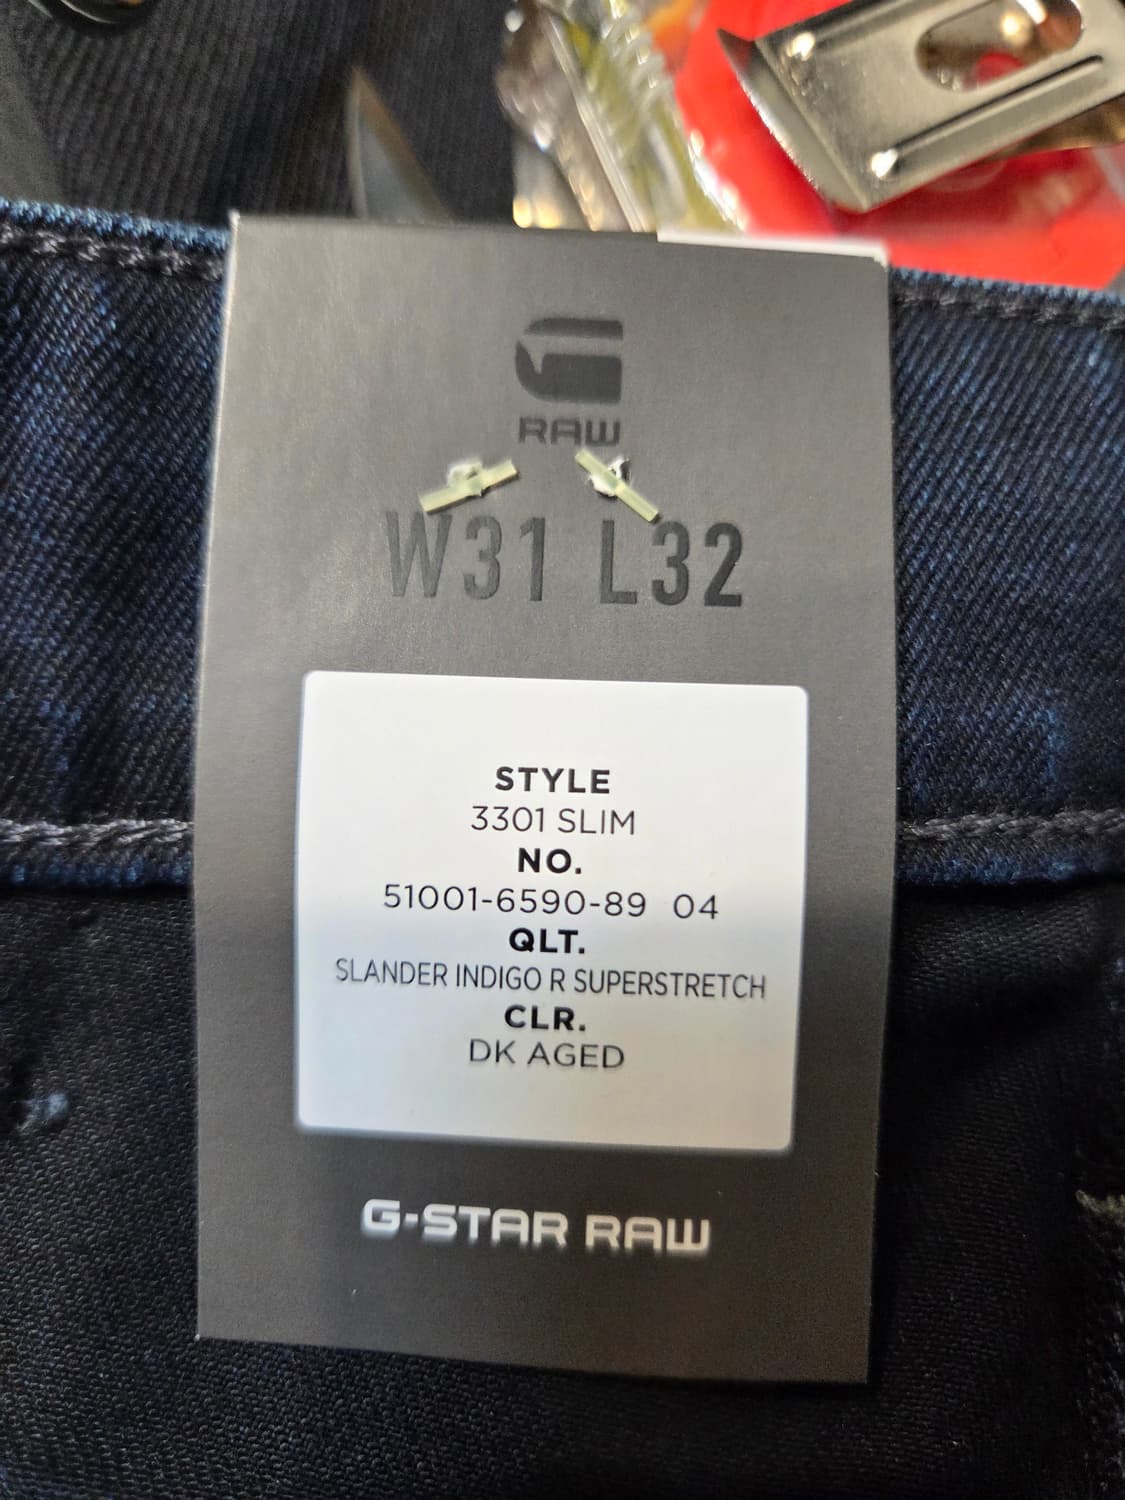 RAW
W31 L32
STYLE
3301 SLIM
NO.
51001-6590-89 04
QLT.
SLANDER INDIGO R SUPERSTRETCH
CLR.
DK AGED
G-STAR RAW